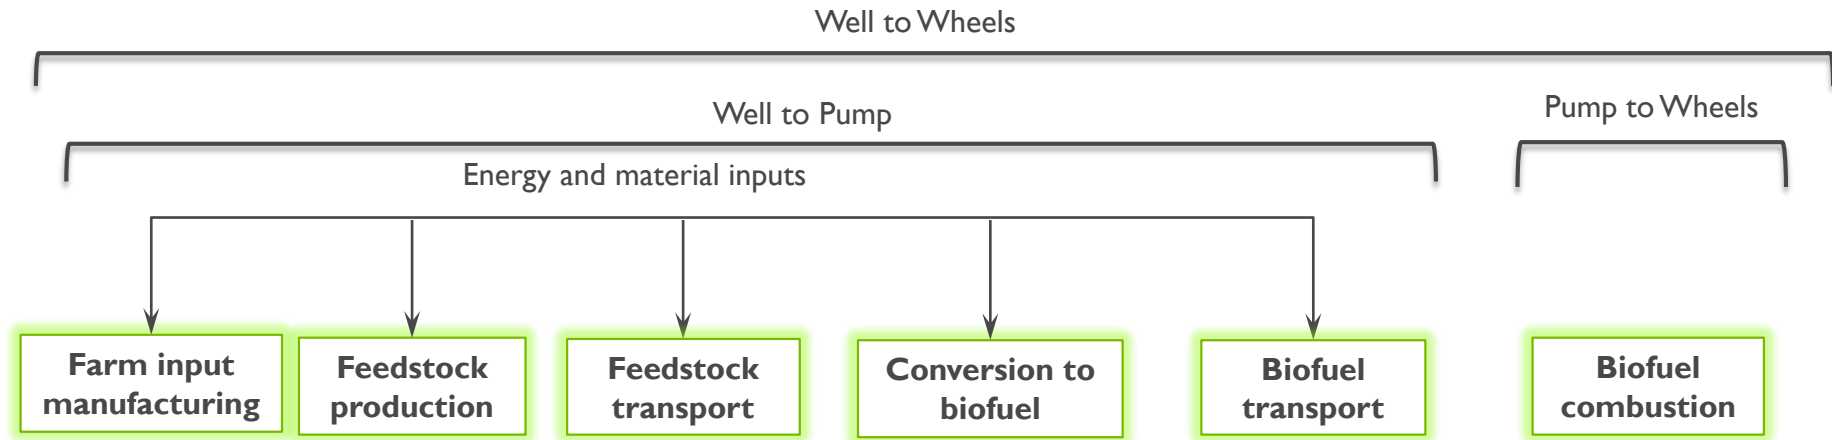 Well to Wheels
Well to Pump
Pump to Wheels
Energy and material inputs
Farm input
manufacturing
Feedstock
production
Feedstock
transport
Conversion to
biofuel
Biofuel
transport
Biofuel
combustion